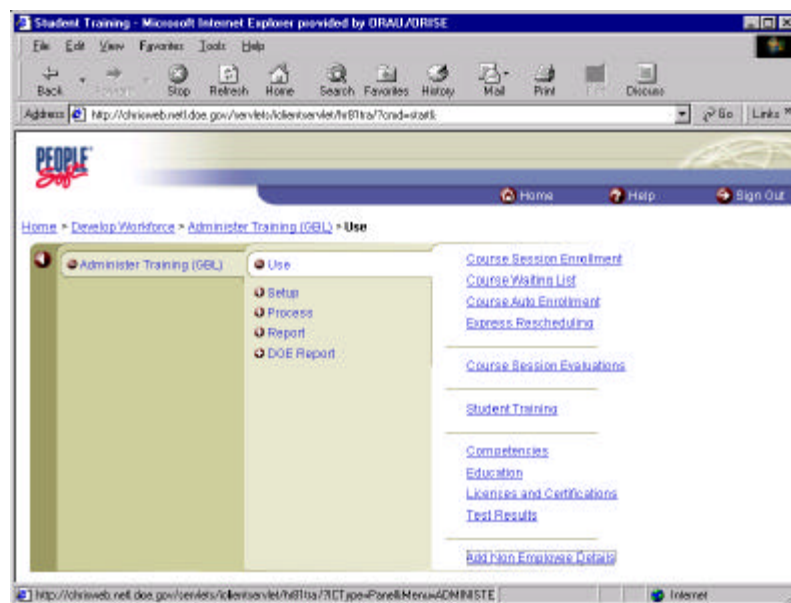 Student Training - Microsoft Internet Explorer provided by ORAU/ORISE
File Edit View Favorites Tools Help
Back Stop Refresh Home Search Favorites History Mail Print Edit Discuss
Address http://chrisweb.netl.doe.gov/servlets/iclientservlet/hr81tra/?cmd=start& Go Links »
PEOPLE
Soft
Home Help Sign Out
Home > Develop Workforce > Administer Training (GBL) > Use
Administer Training (GBL)
Use
Setup
Process
Report
DOE Report
Course Session Enrollment
Course Waiting List
Course Auto Enrollment
Express Rescheduling
Course Session Evaluations
Student Training
Competencies
Education
Licenses and Certifications
Test Results
Add Non Employee Details
http://chrisweb.netl.doe.gov/servlets/iclientservlet/hr81tra/?ICType=Panel&Menu=ADMINISTE Internet